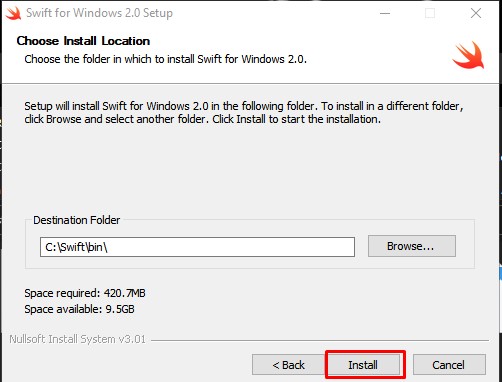 Swift for Windows 2.0 Setup
Choose Install Location
Choose the folder in which to install Swift for Windows 2.0.
Setup will install Swift for Windows 2.0 in the following folder. To install in a different folder,
click Browse and select another folder. Click Install to start the installation.
Destination Folder
C:\Swift\bin\
Browse...
Space required: 420.7MB
Space available: 9.5GB
Nullsoft Install System v3.01
< Back
Install
Cancel